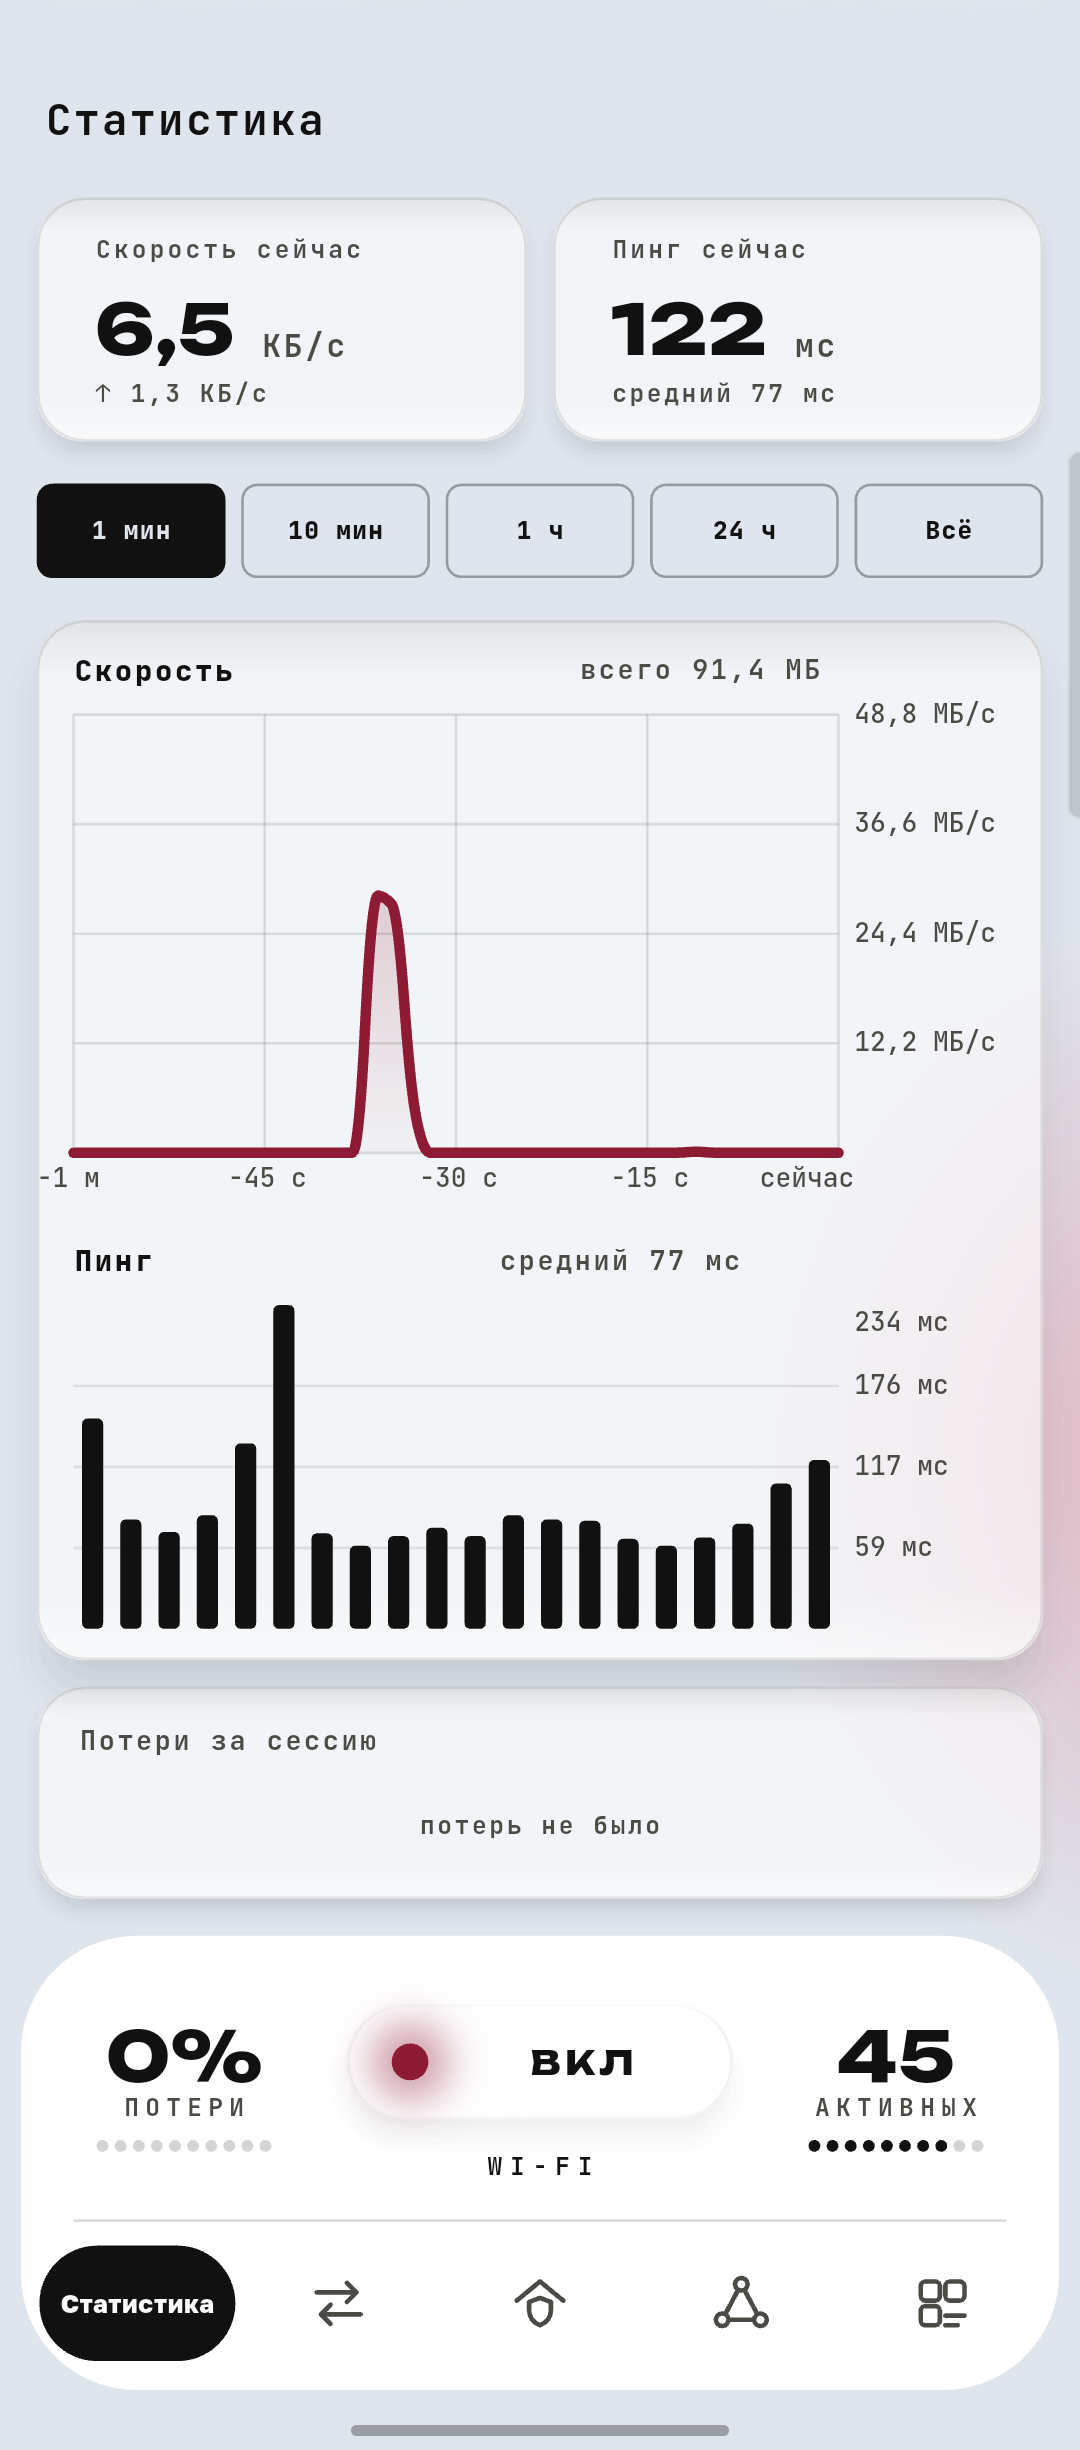 Статистика
Скорость сейчас
6,5 КБ/с
↑ 1,3 КБ/с
Пинг сейчас
122 мс
средний 77 мс
1 мин
10 мин
1 ч
24 ч
Всё
Скорость
всего 91,4 МБ
48,8 МБ/с
36,6 МБ/с
24,4 МБ/с
12,2 МБ/с
-1 м
-45 с
-30 с
-15 с
сейчас
Пинг
средний 77 мс
234 мс
176 мс
117 мс
59 мс
Потери за сессию
потерь не было
0%
ПОТЕРИ
вкл
WI-FI
45
АКТИВНЫХ
Статистика